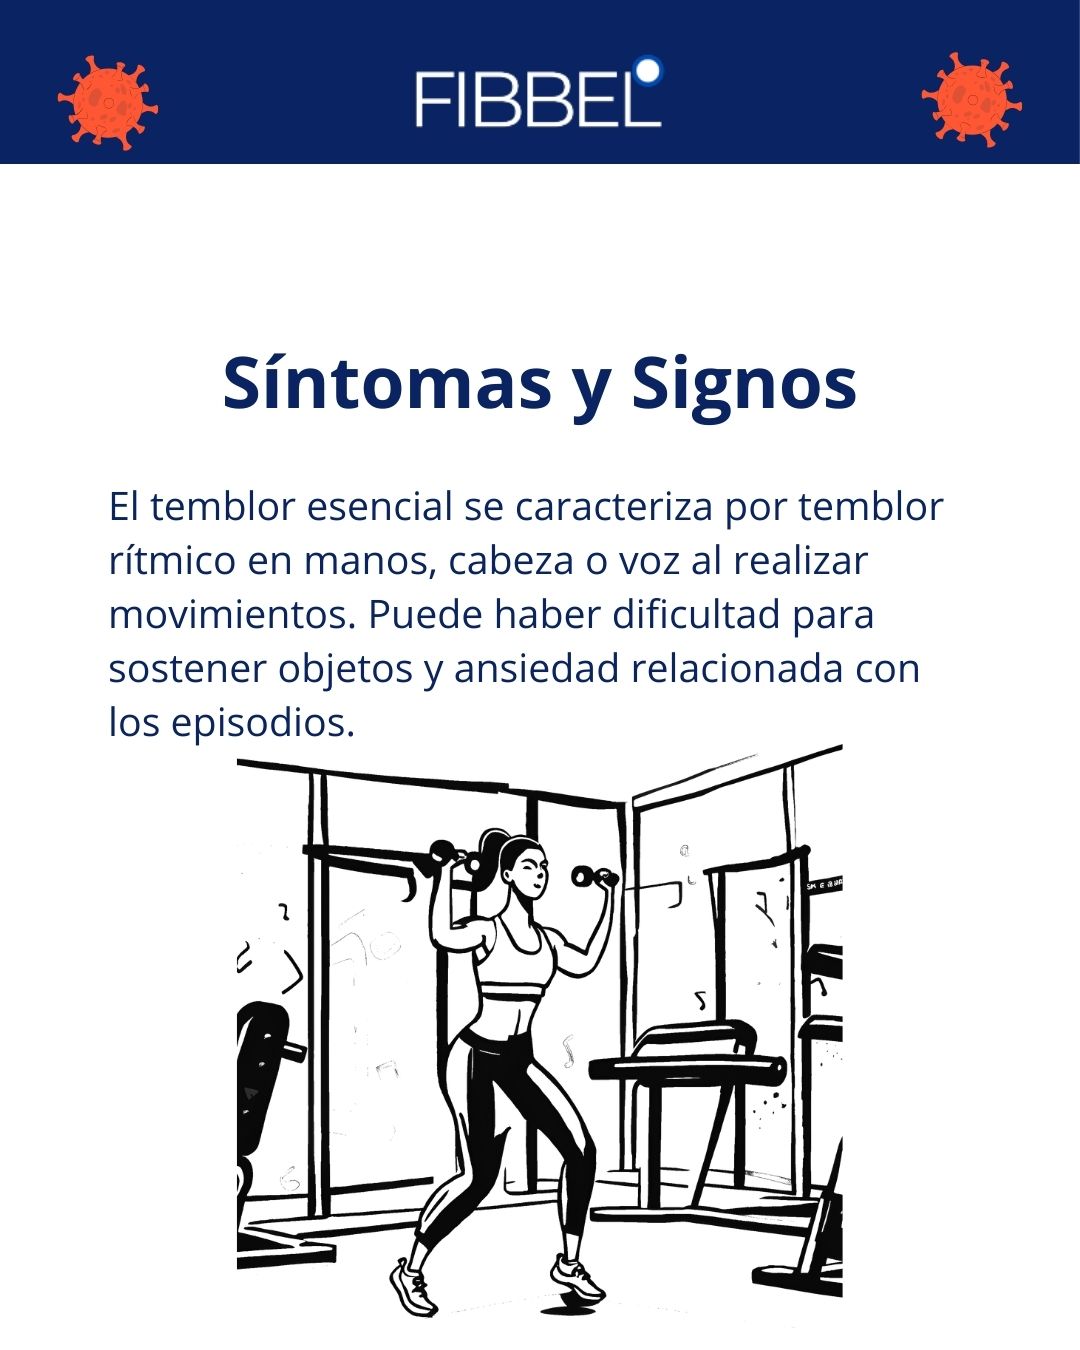 FIBBEL
Síntomas y Signos
El temblor esencial se caracteriza por temblor
rítmico en manos, cabeza o voz al realizar
movimientos. Puede haber dificultad para
sostener objetos y ansiedad relacionada con
los episodios.